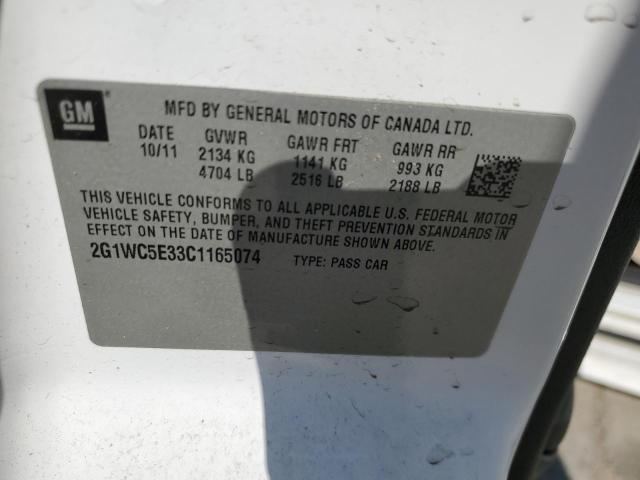 GM ®
MFD BY GENERAL MOTORS OF CANADA LTD.
DATE GVWR GAWR FRT GAWR RR
10/11 2134 KG 1141 KG 993 KG
4704 LB 2516 LB 2188 LB
THIS VEHICLE CONFORMS TO ALL APPLICABLE U.S. FEDERAL MOTOR
VEHICLE SAFETY, BUMPER, AND THEFT PREVENTION STANDARDS IN
EFFECT ON THE DATE OF MANUFACTURE SHOWN ABOVE.
2G1WC5E33C1165074 TYPE: PASS CAR